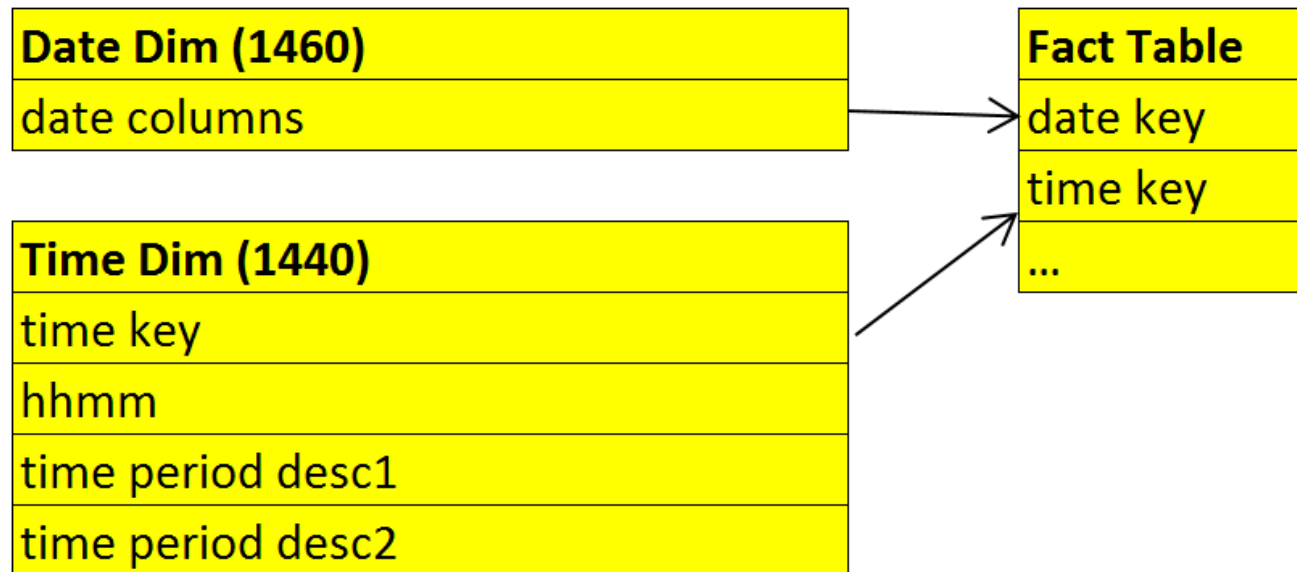 Date Dim (1460)
date columns
Time Dim (1440)
time key
hhmm
time period desc1
time period desc2
Fact Table
date key
time key
...